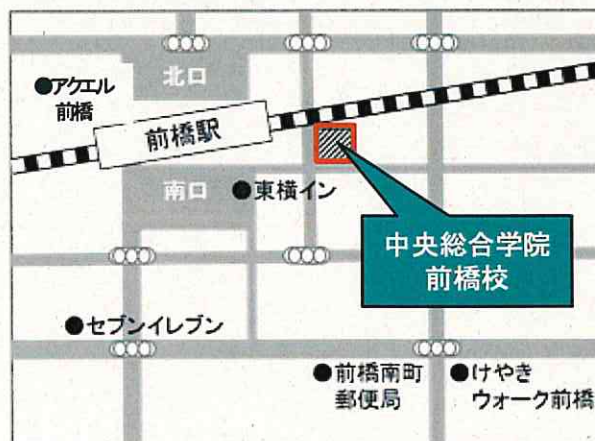 北口
●アクエル
前橋
前橋駅
南口
●東横イン
中央総合学院
前橋校
●セブンイレブン
●前橋南町
郵便局
●けやき
ウォーク前橋